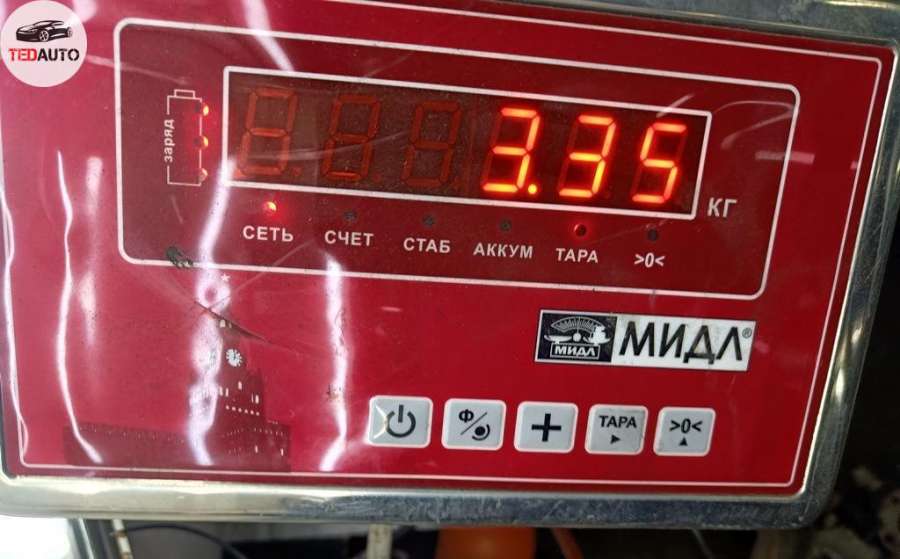 TEDAUTO
заряд
3.35
КГ
СЕТЬ СЧЕТ СТАБ АККУМ ТАРА >0<
МИДЛ МИДЛ®
Ф ТАРА >0<